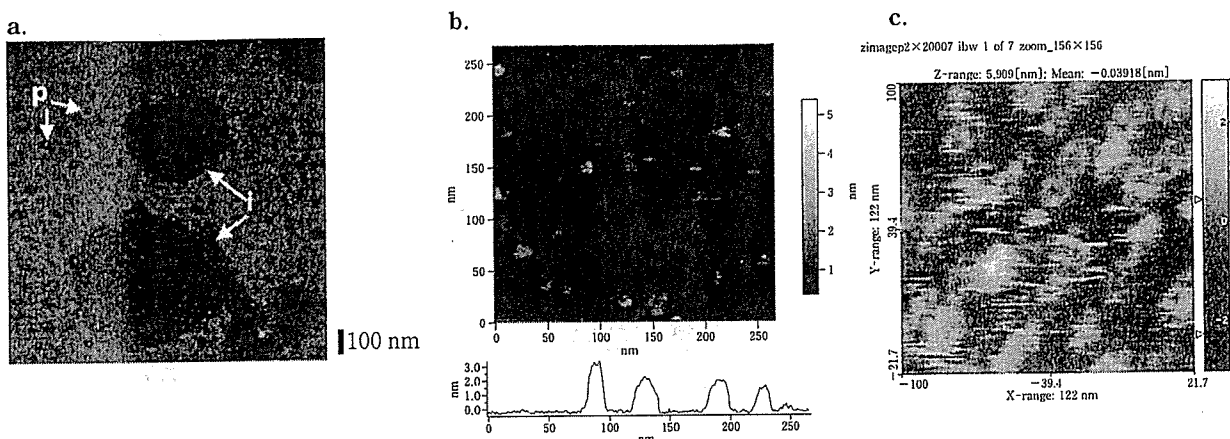 a.
p
i
100 nm
b.
nm
250
200
150
100
50
0
0
50
100
150
200
250
nm
5
4
3
2
1
nm
nm
3.0
2.0
1.0
0.0
0
50
100
150
200
250
nm
c.
zimagep2×20007 ibw 1 of 7 zoom_156×156
Z-range: 5,909[nm]; Mean: −0.03918[nm]
Y-range: 122 nm
100
39.4
−21.7
−100
−39.4
21.7
X-range: 122 nm
2
0